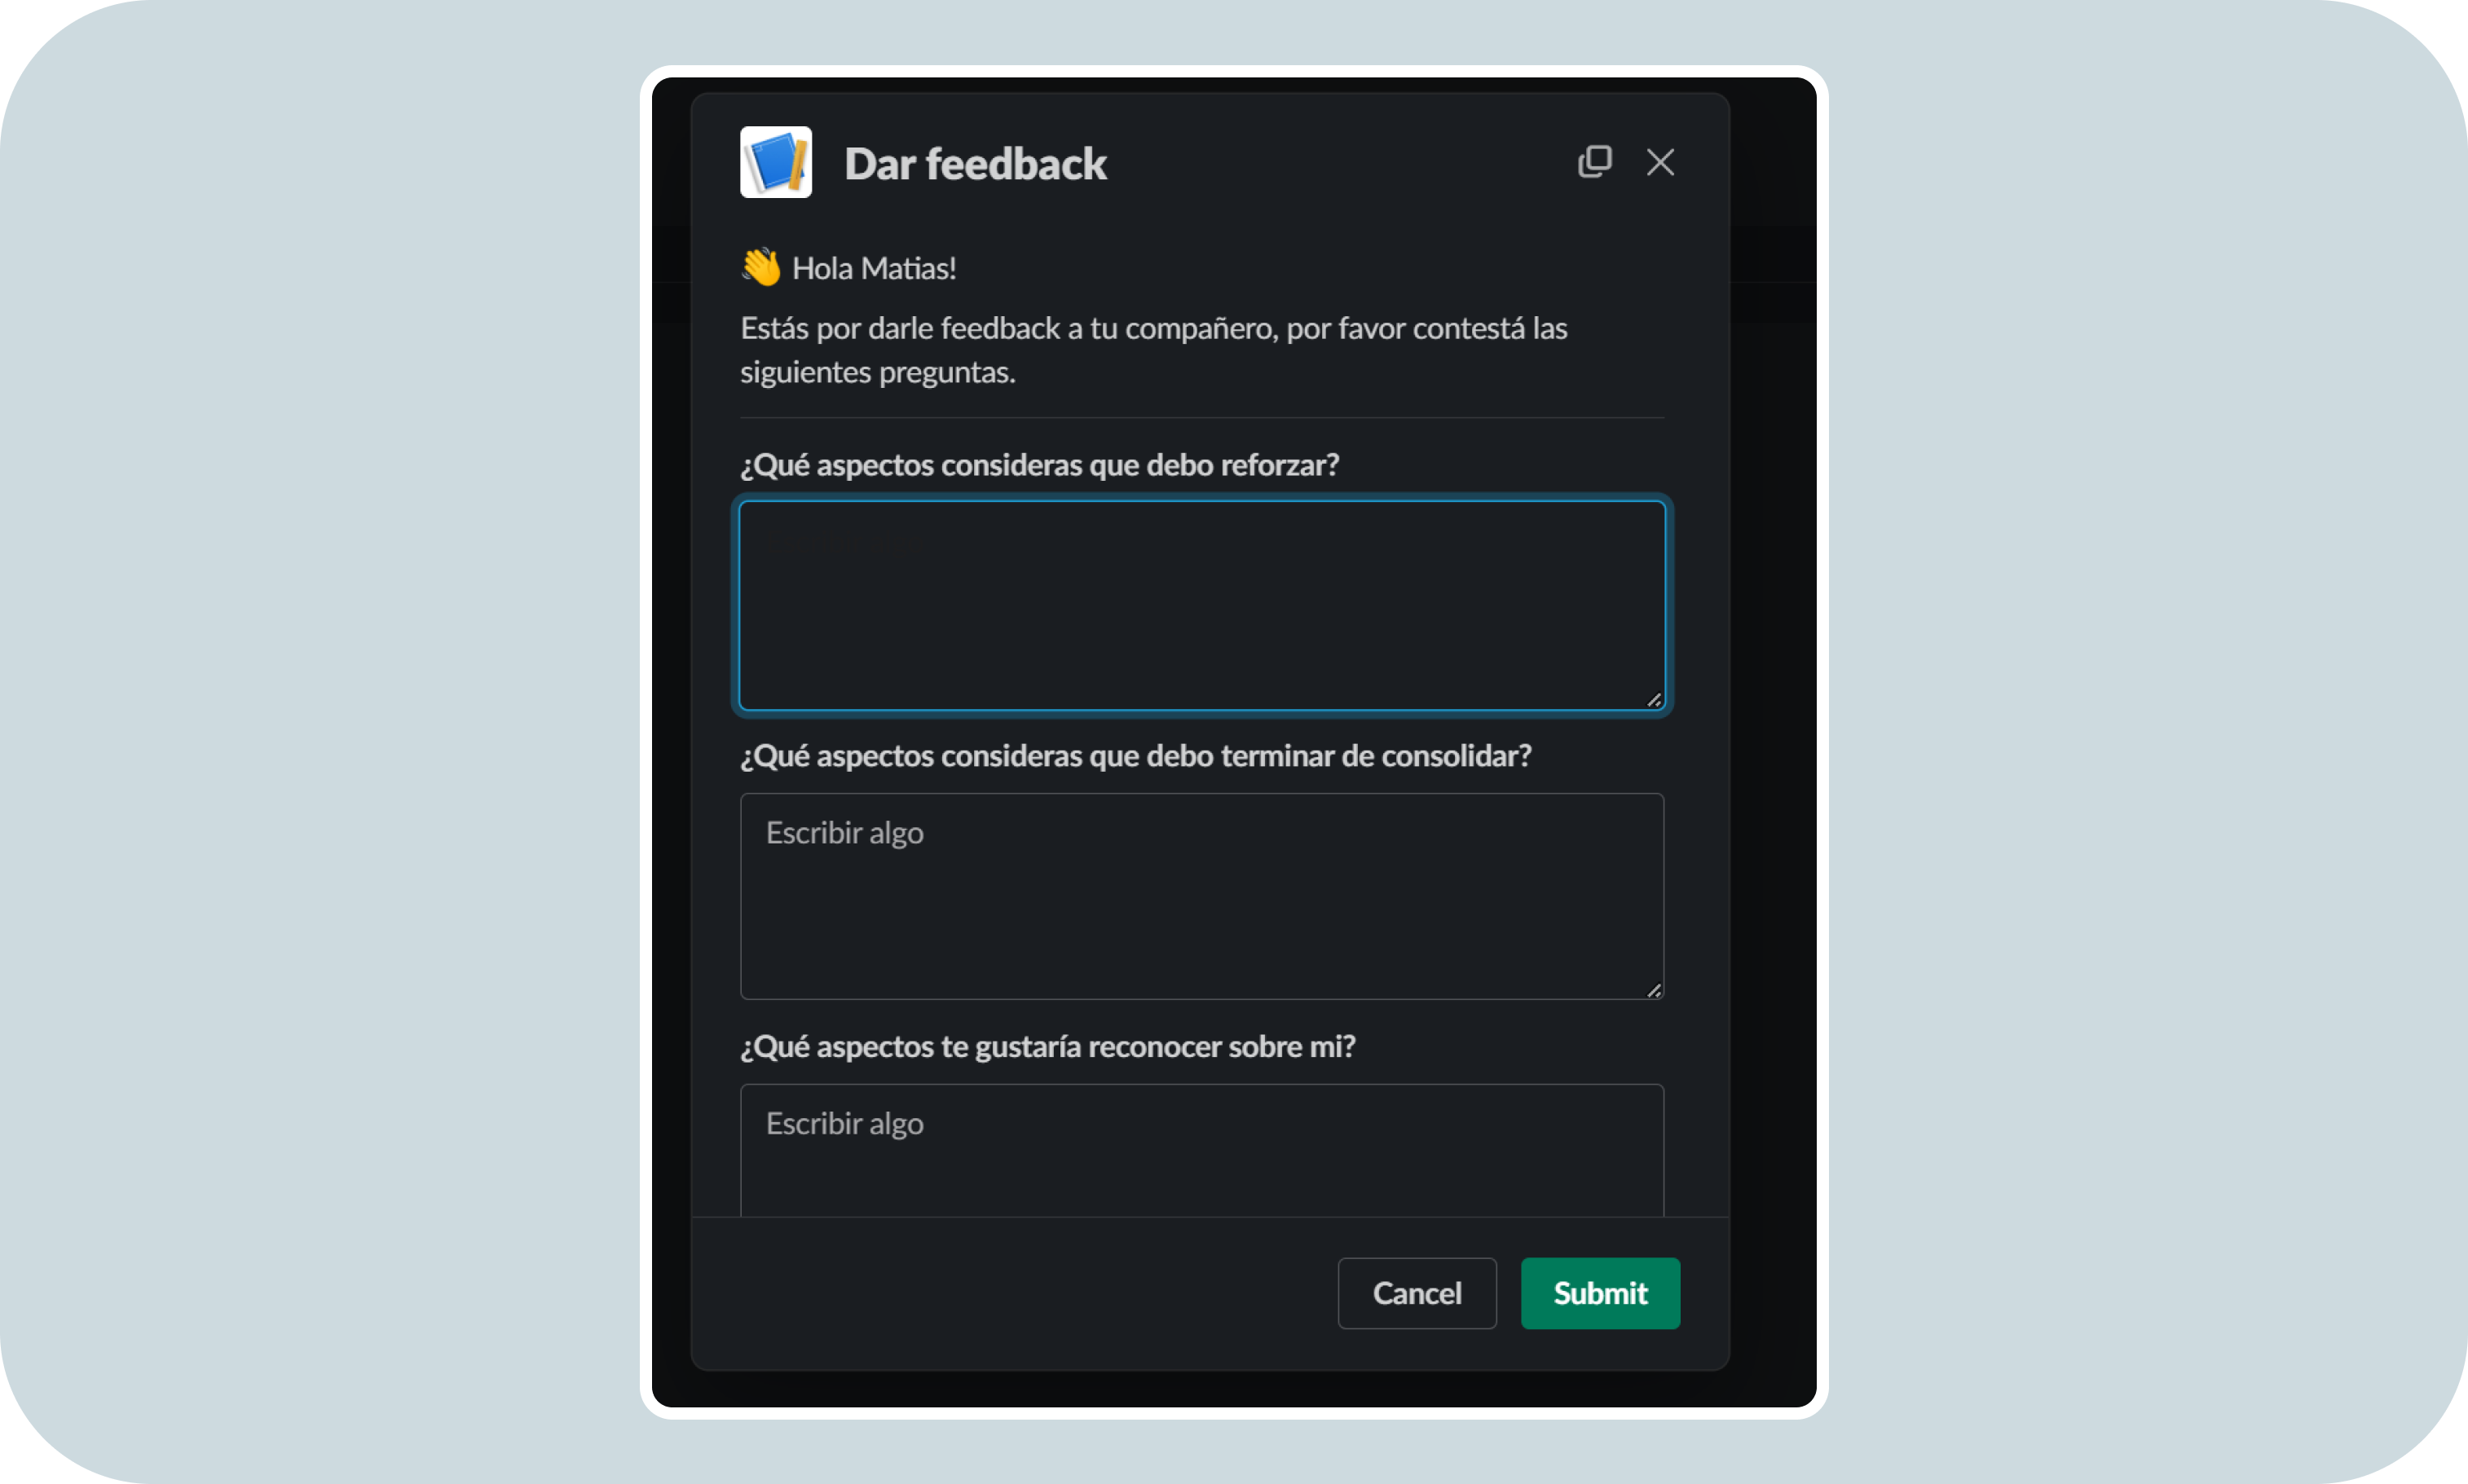 Dar feedback
👋 Hola Matias!
Estás por darle feedback a tu compañero, por favor contestá las
siguientes preguntas.
¿Qué aspectos consideras que debo reforzar?
¿Qué aspectos consideras que debo terminar de consolidar?
Escribir algo
¿Qué aspectos te gustaría reconocer sobre mi?
Escribir algo
Cancel
Submit